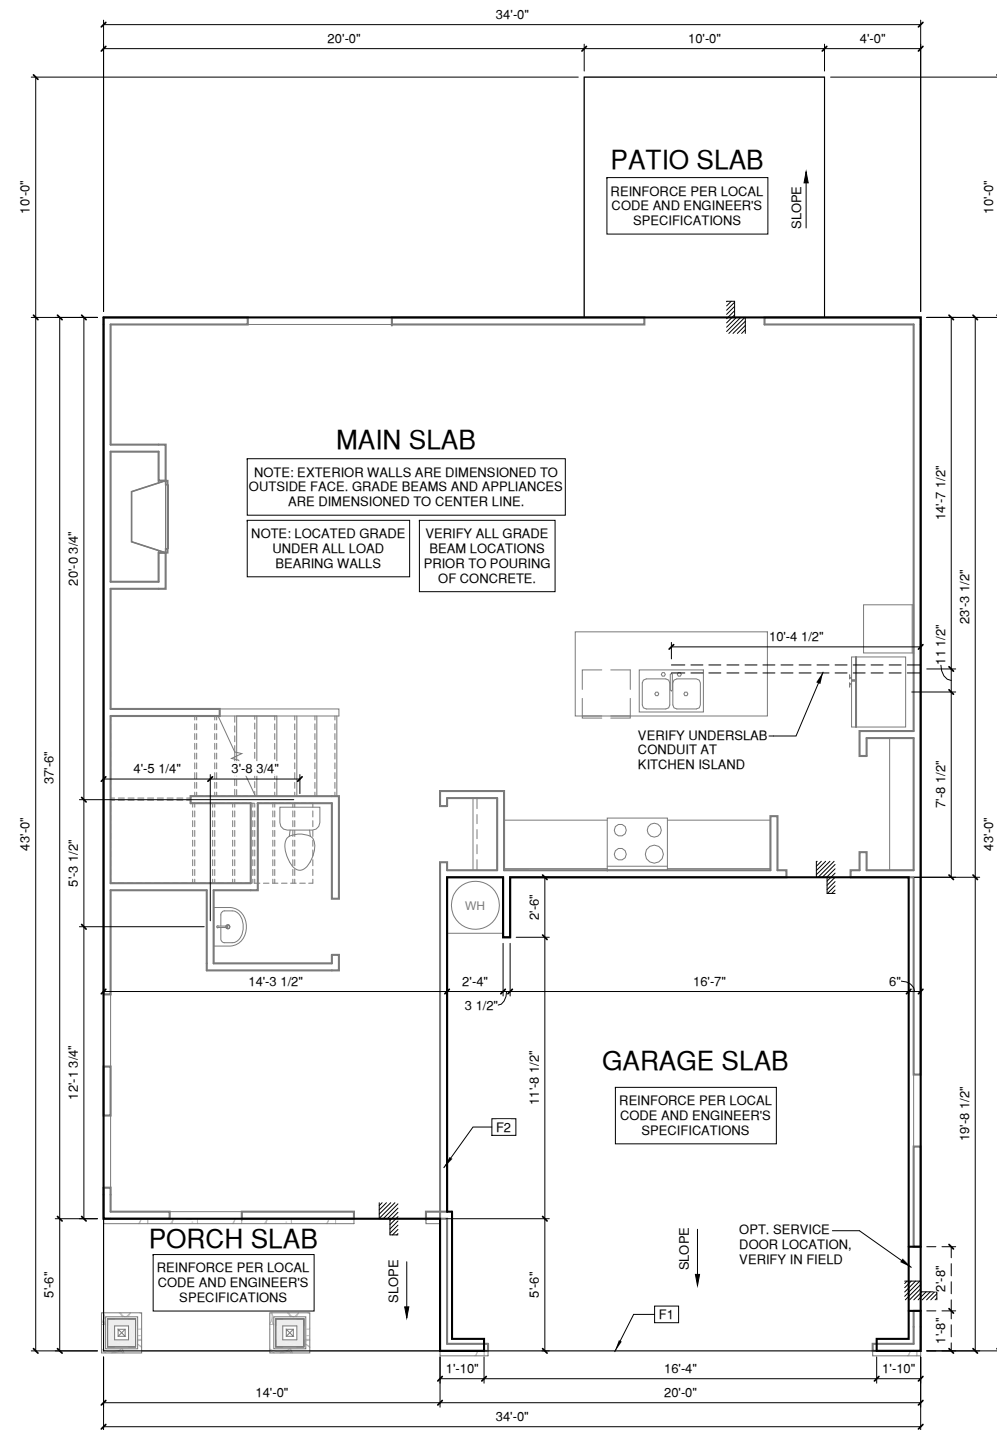 34'-0"
20'-0"
10'-0"
4'-0"
10'-0"
10'-0"
PATIO SLAB
REINFORCE PER LOCAL
CODE AND ENGINEER'S
SPECIFICATIONS
SLOPE
MAIN SLAB
NOTE: EXTERIOR WALLS ARE DIMENSIONED TO
OUTSIDE FACE. GRADE BEAMS AND APPLIANCES
ARE DIMENSIONED TO CENTER LINE.
NOTE: LOCATED GRADE
UNDER ALL LOAD
BEARING WALLS
VERIFY ALL GRADE
BEAM LOCATIONS
PRIOR TO POURING
OF CONCRETE.
14'-7 1/2"
20'-0 3/4"
23'-3 1/2"
10'-4 1/2"
11 1/2"
VERIFY UNDERSLAB
CONDUIT AT
KITCHEN ISLAND
4'-5 1/4"
3'-8 3/4"
37'-6"
7'-8 1/2"
43'-0"
43'-0"
5'-3 1/2"
WH
2'-6"
14'-3 1/2"
2'-4"
16'-7"
6"
3 1/2"
GARAGE SLAB
REINFORCE PER LOCAL
CODE AND ENGINEER'S
SPECIFICATIONS
12'-1 3/4"
11'-8 1/2"
19'-8 1/2"
F2
PORCH SLAB
REINFORCE PER LOCAL
CODE AND ENGINEER'S
SPECIFICATIONS
SLOPE
SLOPE
OPT. SERVICE
DOOR LOCATION,
VERIFY IN FIELD
5'-6"
5'-6"
2'-8"
F1
1'-8"
1'-10"
16'-4"
1'-10"
14'-0"
20'-0"
34'-0"